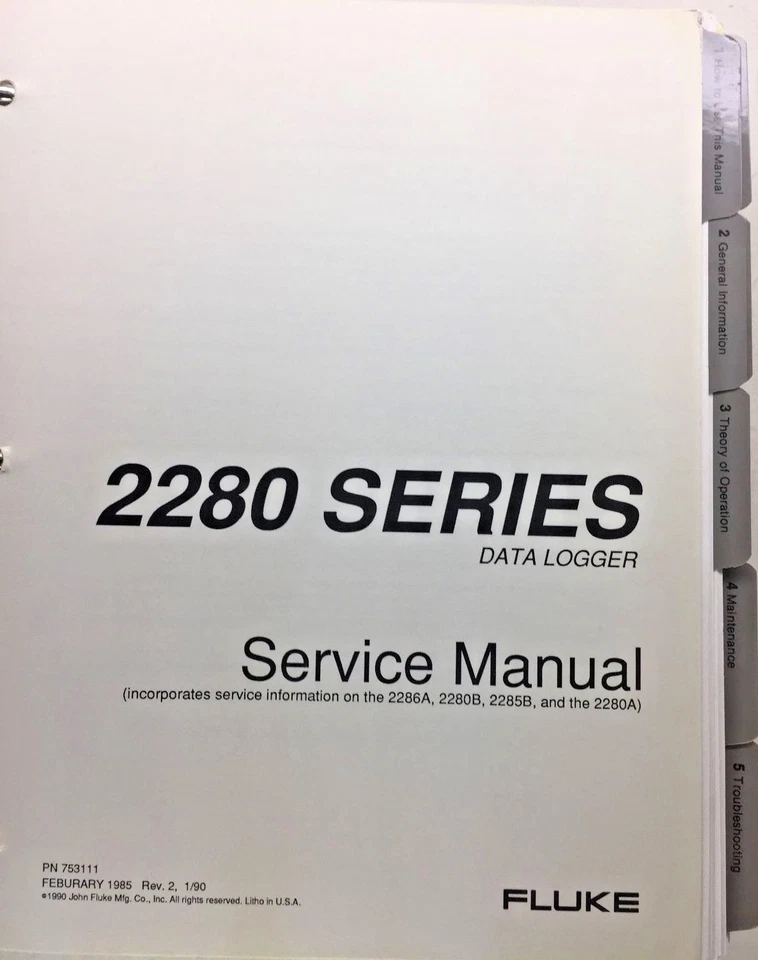 2280 SERIES
DATA LOGGER
Service Manual
(incorporates service information on the 2286A, 2280B, 2285B, and the 2280A)
PN 753111
FEBURARY 1985 Rev. 2, 1/90
©1990 John Fluke Mfg. Co., Inc. All rights reserved. Litho in U.S.A.
FLUKE
1 How to Use This Manual
2 General Information
3 Theory of Operation
4 Maintenance
5 Troubleshooting